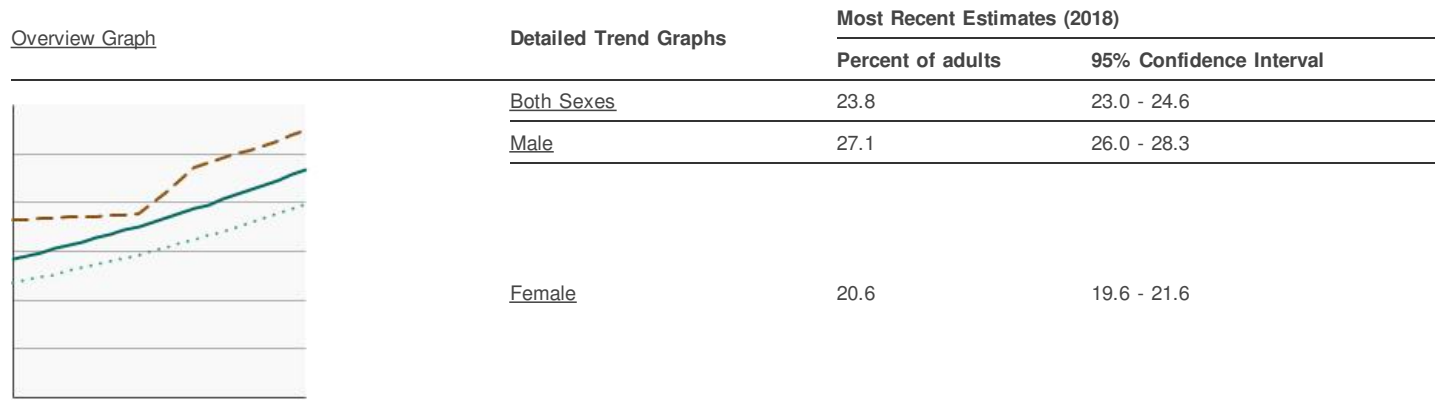 Overview Graph
Detailed Trend Graphs
Most Recent Estimates (2018)
Percent of adults
95% Confidence Interval
Both Sexes
23.8
23.0 - 24.6
Male
27.1
26.0 - 28.3
Female
20.6
19.6 - 21.6